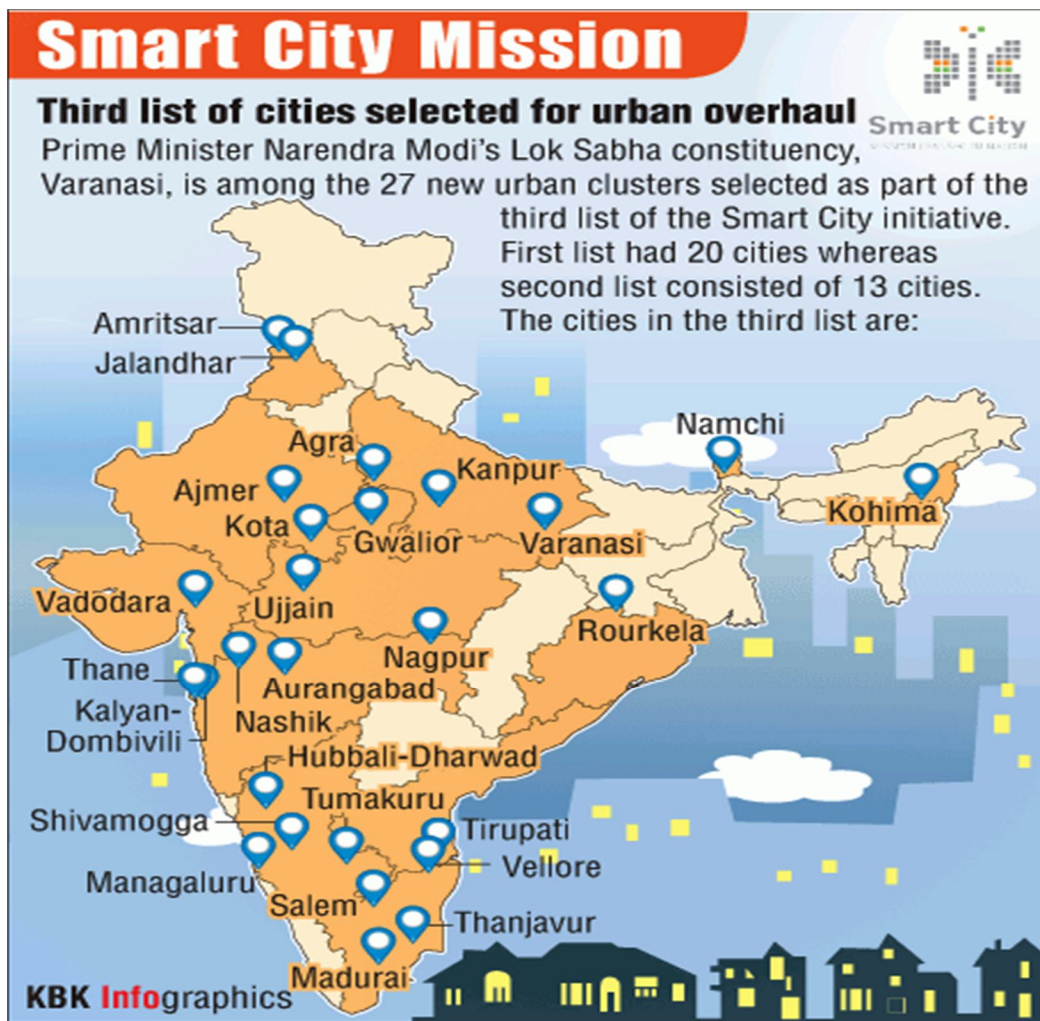 Smart City Mission
Third list of cities selected for urban overhaul
Smart City
Prime Minister Narendra Modi's Lok Sabha constituency,
Varanasi, is among the 27 new urban clusters selected as part of the
third list of the Smart City initiative.
First list had 20 cities whereas
second list consisted of 13 cities.
The cities in the third list are:
Amritsar
Jalandhar
Namchi
Agra
Kanpur
Ajmer
Kohima
Kota
Gwalior
Varanasi
Vadodara
Ujjain
Rourkela
Nagpur
Thane
Aurangabad
Kalyan-
Dombivili
Nashik
Hubbali-Dharwad
Tumakuru
Shivamogga
Tirupati
Vellore
Managaluru
Salem
Thanjavur
Madurai
KBK Infographics